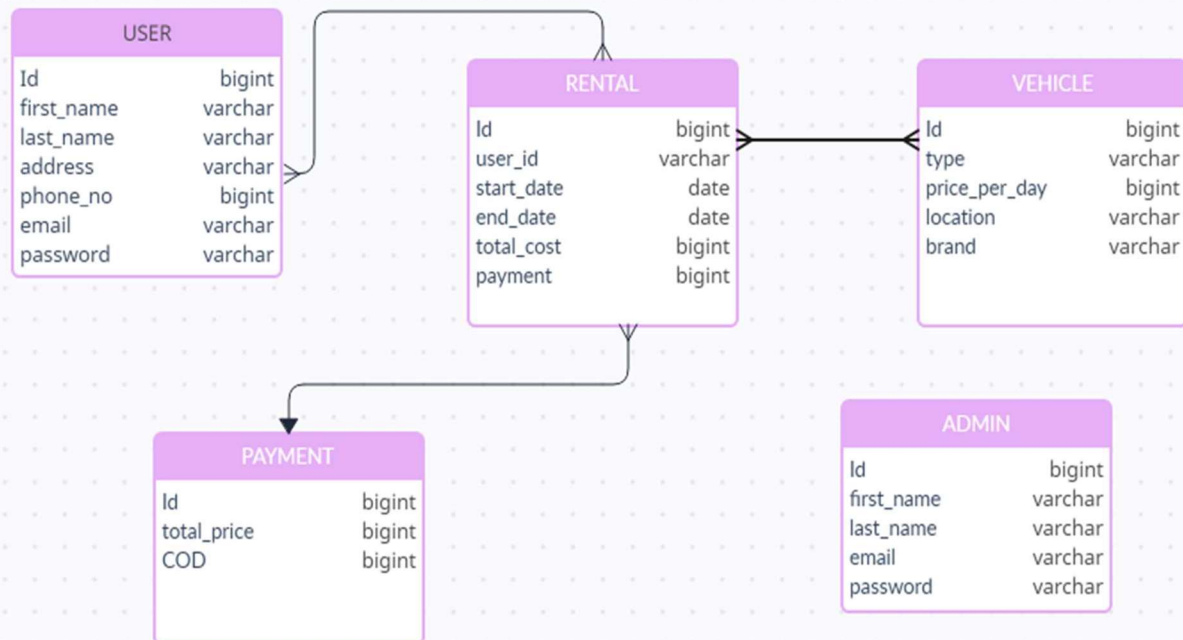 USER
Id bigint
first_name varchar
last_name varchar
address varchar
phone_no bigint
email varchar
password varchar
RENTAL
Id bigint
user_id varchar
start_date date
end_date date
total_cost bigint
payment bigint
VEHICLE
Id bigint
type varchar
price_per_day bigint
location varchar
brand varchar
PAYMENT
Id bigint
total_price bigint
COD bigint
ADMIN
Id bigint
first_name varchar
last_name varchar
email varchar
password varchar